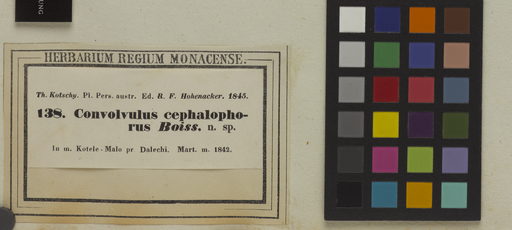 UNG
HERBARIUM REGIUM MONACENSE.
Th. Kotschy. Pl. Pers. austr. Ed. R. F. Hohenacker. 1845.
138. Convolvulus cephalopho-
rus Boiss. n. sp.
In m. Kotele-Malo pr. Dalechi. Mart. m. 1842.